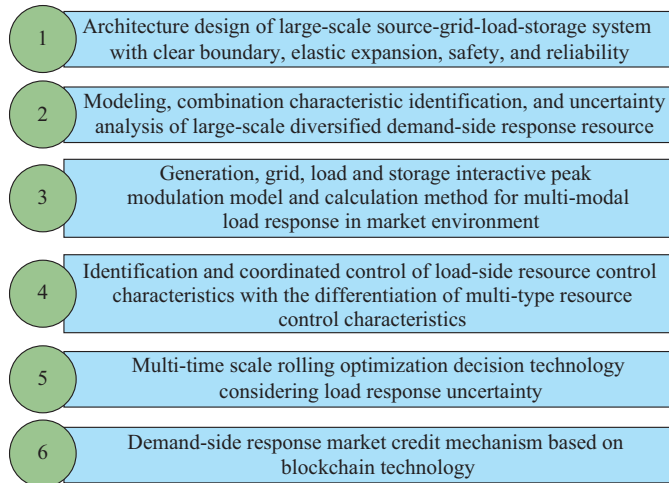 1
Architecture design of large-scale source-grid-load-storage system
with clear boundary, elastic expansion, safety, and reliability
2
Modeling, combination characteristic identification, and uncertainty
analysis of large-scale diversified demand-side response resource
3
Generation, grid, load and storage interactive peak
modulation model and calculation method for multi-modal
load response in market environment
4
Identification and coordinated control of load-side resource control
characteristics with the differentiation of multi-type resource
control characteristics
5
Multi-time scale rolling optimization decision technology
considering load response uncertainty
6
Demand-side response market credit mechanism based on
blockchain technology